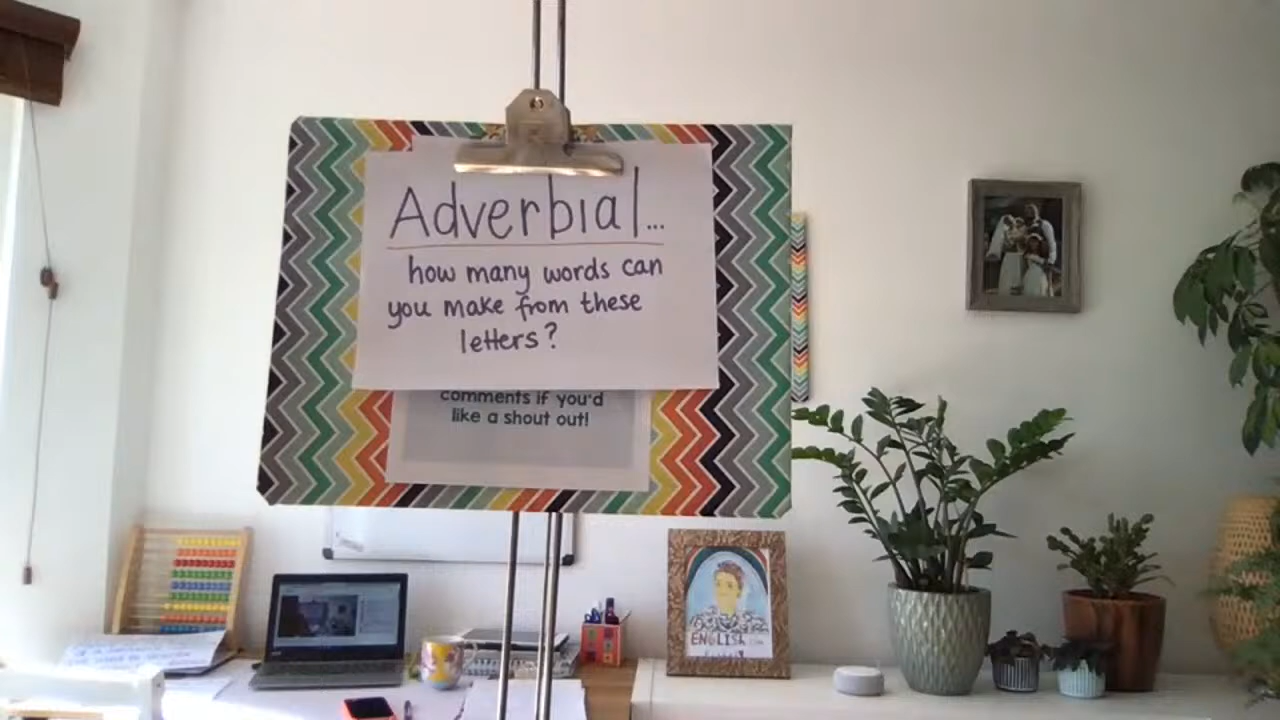 Adverbial...
how many words can
you make from these
letters?
comments if you'd
like a shout out!
ENGLISH